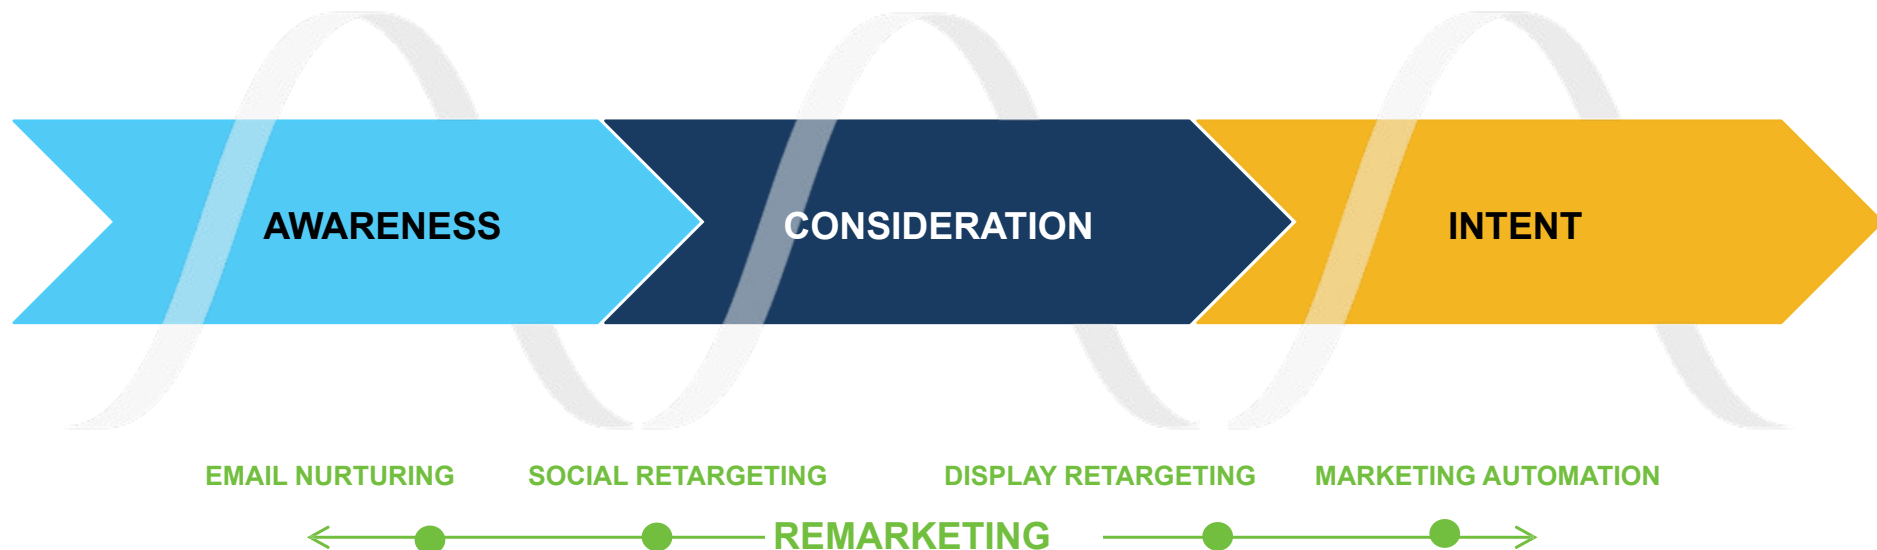 AWARENESS
CONSIDERATION
INTENT
EMAIL NURTURING
SOCIAL RETARGETING
DISPLAY RETARGETING
MARKETING AUTOMATION
REMARKETING